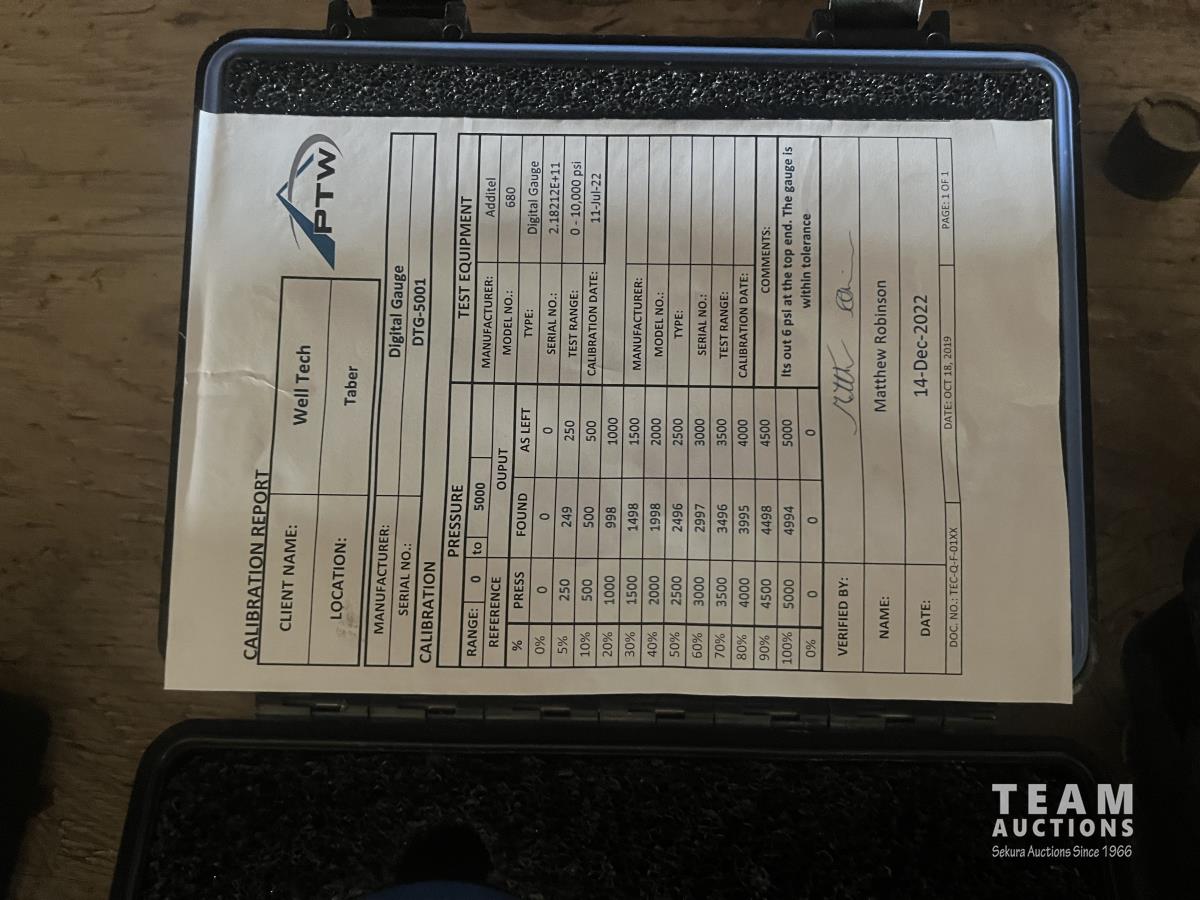 CALIBRATION REPORT
PTW
CLIENT NAME: Well Tech
LOCATION: Taber
MANUFACTURER: Digital Gauge
SERIAL NO.: DTG-5001
CALIBRATION
PRESSURE
RANGE: 0 to 5000
REFERENCE OUPUT
% PRESS FOUND AS LEFT
0% 0 0 0
5% 250 249 250
10% 500 500 500
20% 1000 998 1000
30% 1500 1498 1500
40% 2000 1998 2000
50% 2500 2496 2500
60% 3000 2997 3000
70% 3500 3496 3500
80% 4000 3995 4000
90% 4500 4498 4500
100% 5000 4994 5000
0% 0 0 0
TEST EQUIPMENT
MANUFACTURER: Additel
MODEL NO.: 680
TYPE: Digital Gauge
SERIAL NO.: 2.18212E+11
TEST RANGE: 0 - 10,000 psi
CALIBRATION DATE: 11-Jul-22
MANUFACTURER:
MODEL NO.:
TYPE:
SERIAL NO.:
TEST RANGE:
CALIBRATION DATE:
COMMENTS:
Its out 6 psi at the top end. The gauge is
within tolerance
VERIFIED BY:
NAME: Matthew Robinson
DATE: 14-Dec-2022
DOC. NO.: TEC-Q-F-01XX DATE: OCT 18, 2019 PAGE: 1 OF 1
TEAM
AUCTIONS
Sekura Auctions Since 1966